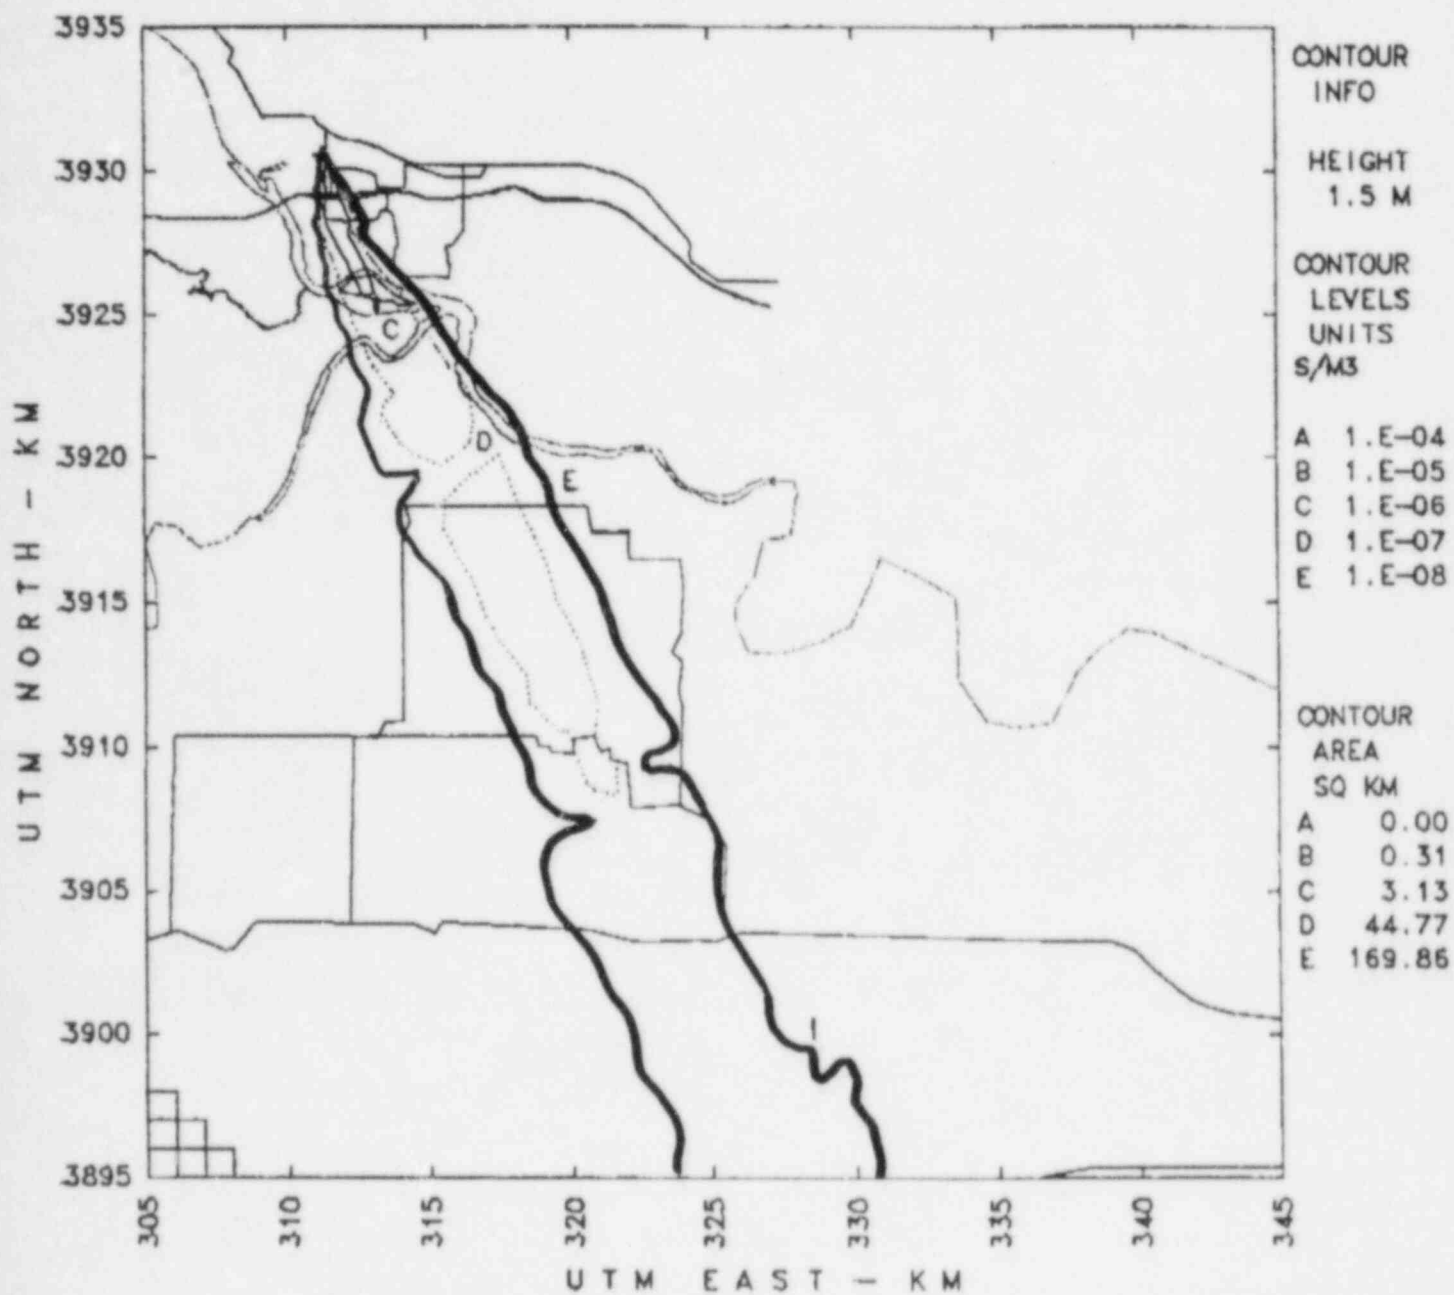 3935
3930
3925
3920
3915
3910
3905
3900
3895
UTM NORTH - KM
C
D
E
305
310
315
320
325
330
335
340
345
UTM EAST - KM
CONTOUR
INFO
HEIGHT
1.5 M
CONTOUR
LEVELS
UNITS
S/M3
A 1.E-04
B 1.E-05
C 1.E-06
D 1.E-07
E 1.E-08
CONTOUR
AREA
SQ KM
A 0.00
B 0.31
C 3.13
D 44.77
E 169.86